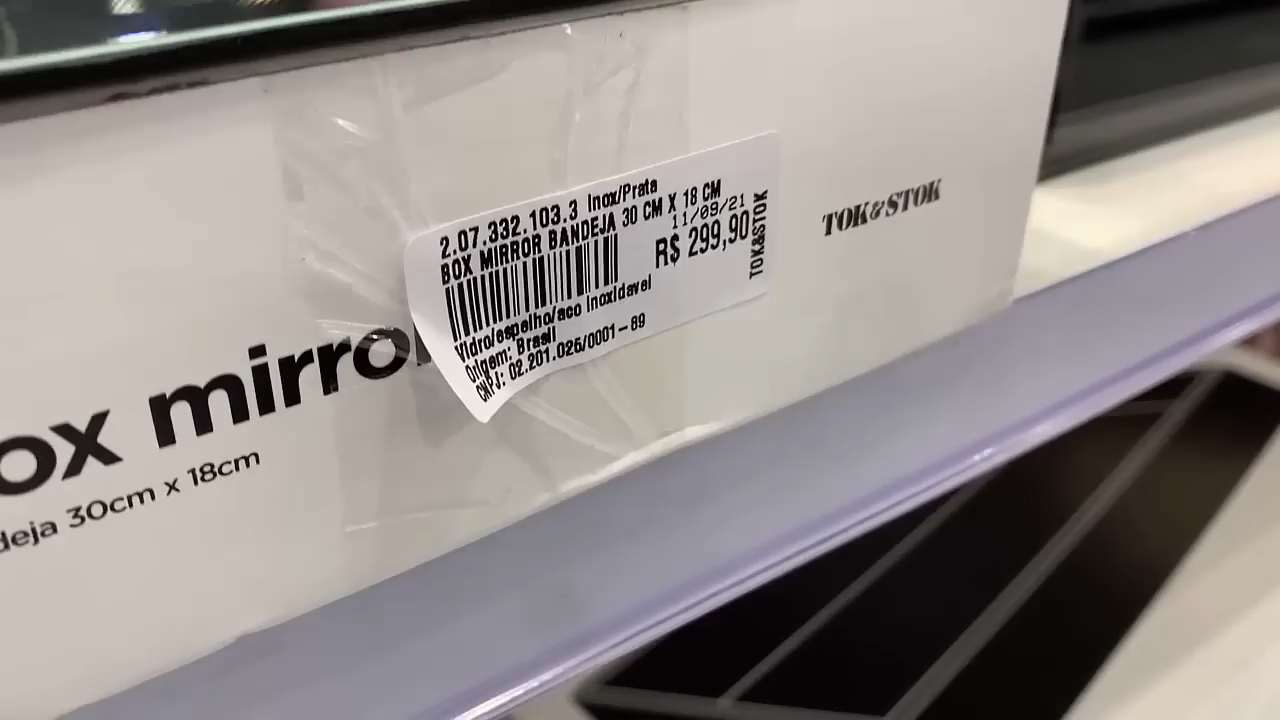 2.07.332.103.3 Inox/Prata
BOX MIRROR BANDEJA 30 CM X 18 CM
11/09/21
R$ 299,90
TOK&STOK
Vidro/espelho/aco inoxidavel
Origem: Brasil
CNPJ: 02.201.025/0001-89
TOK&STOK
ox mirror
deja 30cm x 18cm